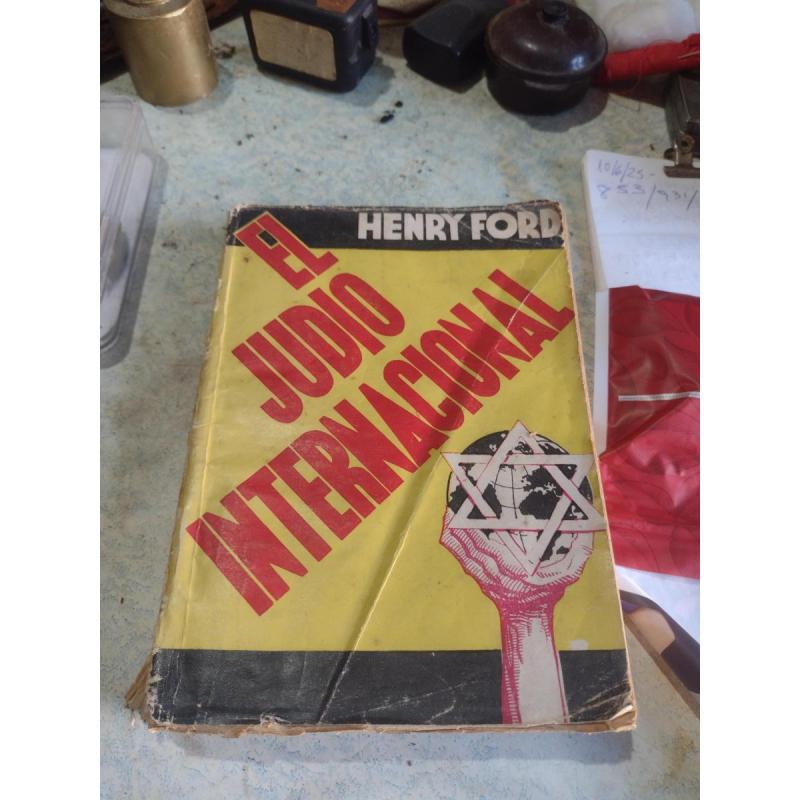 HENRY FORD
EL
JUDIO
INTERNACIONAL
10/6/25-
853/931/